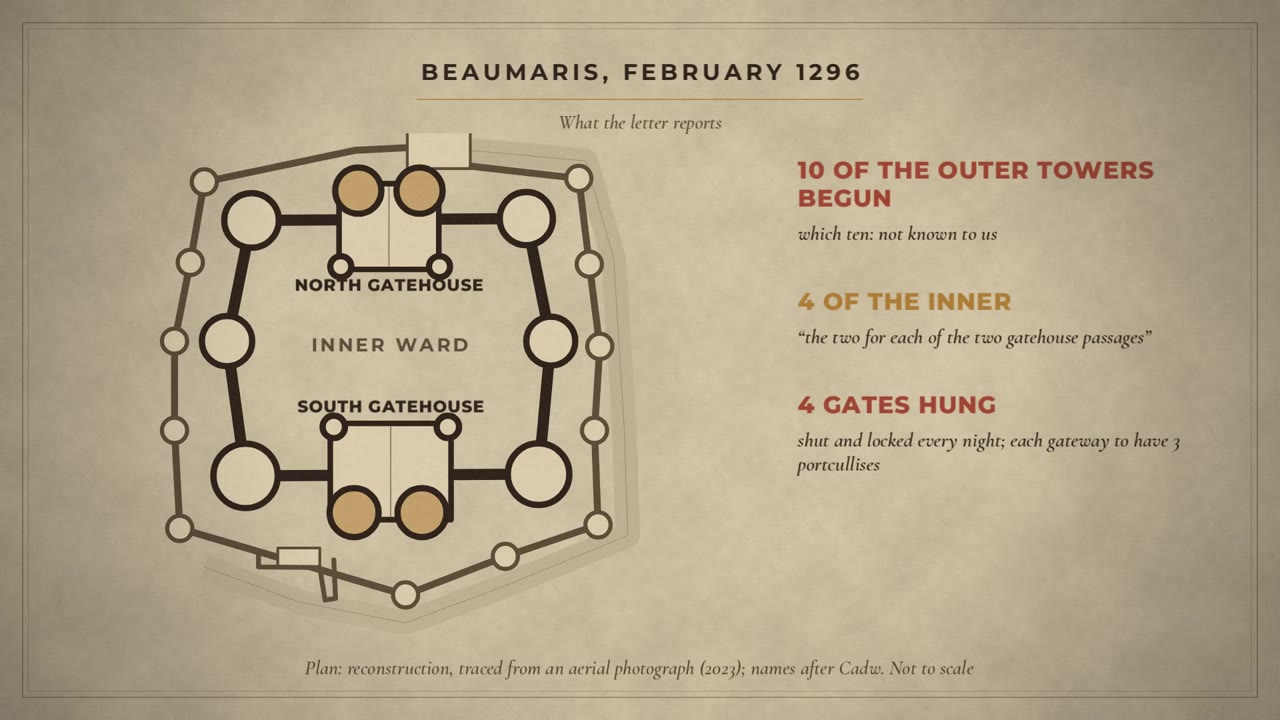 BEAUMARIS, FEBRUARY 1296
What the letter reports
10 OF THE OUTER TOWERS
BEGUN
which ten: not known to us
4 OF THE INNER
“the two for each of the two gatehouse passages”
4 GATES HUNG
shut and locked every night; each gateway to have 3
portcullises
NORTH GATEHOUSE
INNER WARD
SOUTH GATEHOUSE
Plan: reconstruction, traced from an aerial photograph (2023); names after Cadw. Not to scale